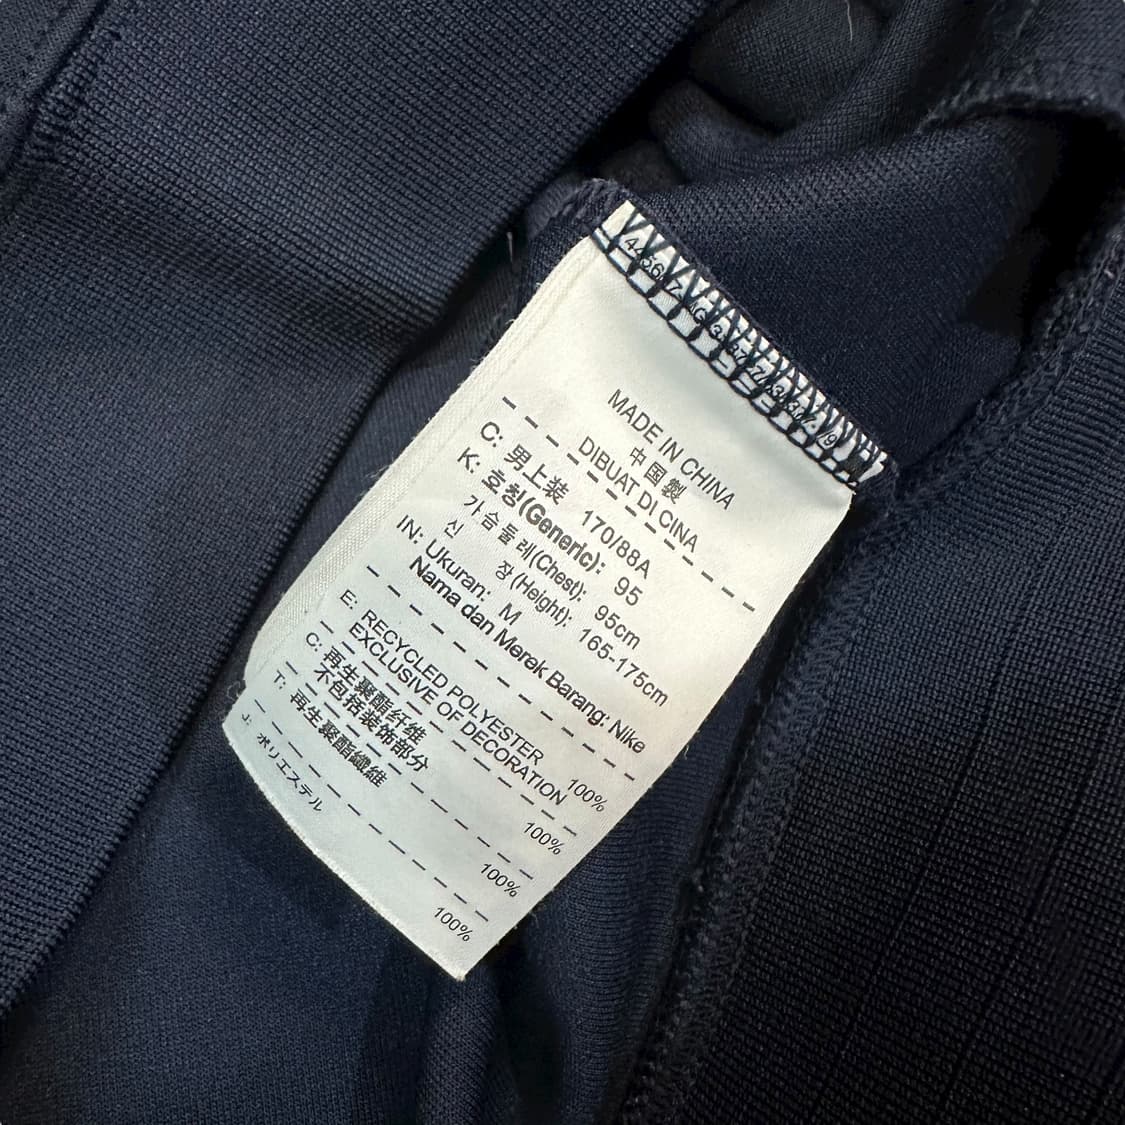 MADE IN CHINA
中国製
DIBUAT DI CINA
C: 男上装 170/88A
K: 호칭(Generic): 95
가슴둘레(Chest): 95cm
신 장(Height): 165-175cm
IN: Ukuran: M
Nama dan Merek Barang: Nike
E: RECYCLED POLYESTER 100%
EXCLUSIVE OF DECORATION
C: 再生聚酯纤维 100%
不包括装饰部分
T: 再生聚酯纖維 100%
J: ポリエステル 100%